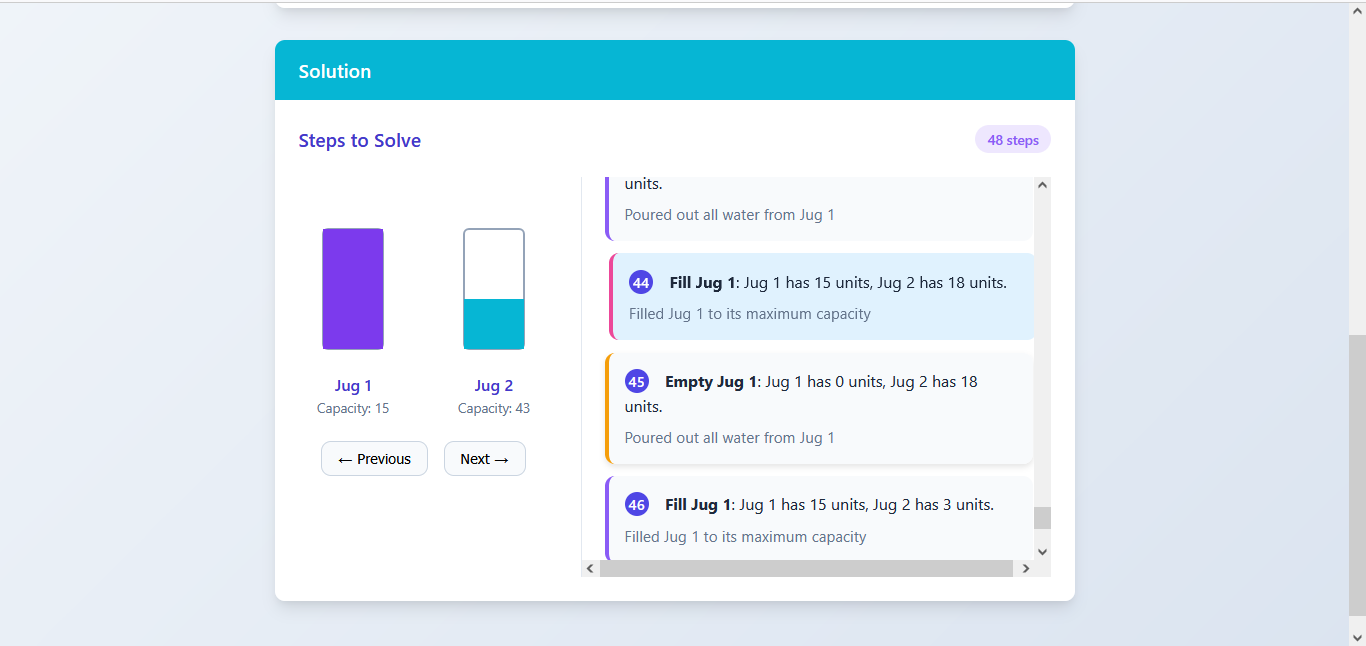 Solution
Steps to Solve
48 steps
Jug 1
Capacity: 15
Jug 2
Capacity: 43
← Previous
Next →
units.
Poured out all water from Jug 1
44 Fill Jug 1: Jug 1 has 15 units, Jug 2 has 18 units.
Filled Jug 1 to its maximum capacity
45 Empty Jug 1: Jug 1 has 0 units, Jug 2 has 18
units.
Poured out all water from Jug 1
46 Fill Jug 1: Jug 1 has 15 units, Jug 2 has 3 units.
Filled Jug 1 to its maximum capacity